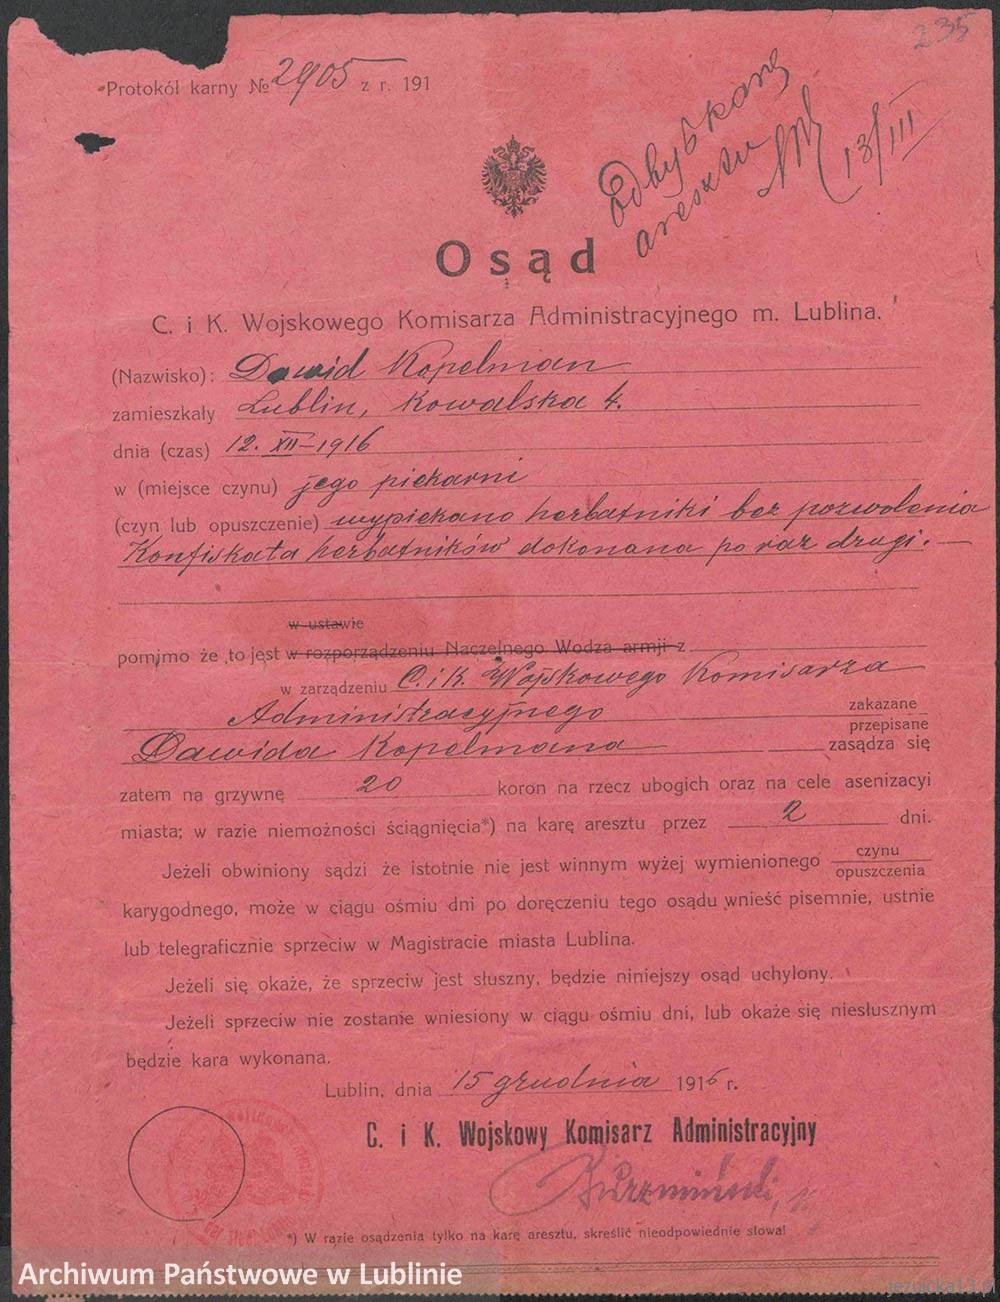 235
Protokół karny № 2905 z r. 191
Odbył karę
aresztu
13/III
Osąd
C. i K. Wojskowego Komisarza Administracyjnego m. Lublina.
(Nazwisko): Dawid Kopelman
zamieszkały Lublin, Kowalska 4.
dnia (czas) 12. XII-1916
w (miejsce czynu) jego piekarni
(czyn lub opuszczenie) wypiekano herbatniki bez pozwolenia
Konfiskata herbatników dokonana po raz drugi.—
w ustawie
pomimo że to jest w rozporządzeniu Naczelnego Wodza armji z
w zarządzeniu C. i K. Wojskowego Komisarza
Administracyjnego zakazane
przepisane
Dawida Kopelmana zasądza się
zatem na grzywnę 20 koron na rzecz ubogich oraz na cele asenizacyi
miasta; w razie niemożności ściągnięcia*) na karę aresztu przez 2 dni.
Jeżeli obwiniony sądzi że istotnie nie jest winnym wyżej wymienionego czynu
opuszczenia
karygodnego, może w ciągu ośmiu dni po doręczeniu tego osądu wnieść pisemnie, ustnie
lub telegraficznie sprzeciw w Magistracie miasta Lublina.
Jeżeli się okaże, że sprzeciw jest słuszny, będzie niniejszy osąd uchylony.
Jeżeli sprzeciw nie zostanie wniesiony w ciągu ośmiu dni, lub okaże się niesłusznym
będzie kara wykonana.
Lublin, dnia 15 grudnia 1916 r.
C. i K. Wojskowy Komisarz Administracyjny
*) W razie osądzenia tylko na karę aresztu, skreślić nieodpowiednie słowa!
Archiwum Państwowe w Lublinie
jezuicka13.pl